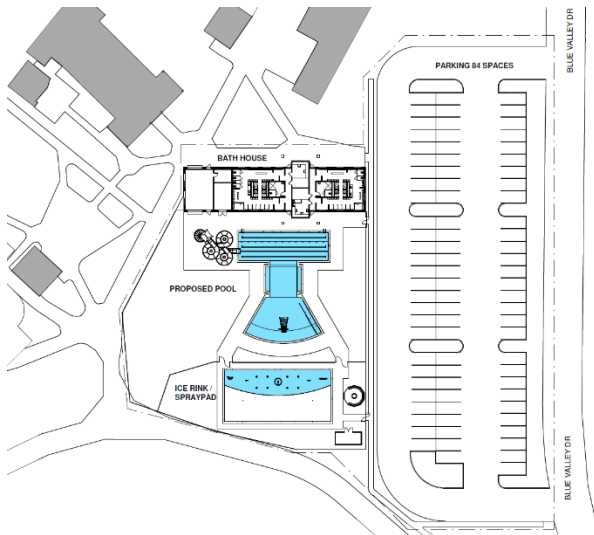 BLUE VALLEY DR
PARKING 84 SPACES
BATH HOUSE
PROPOSED POOL
ICE RINK /
SPRAYPAD
BLUE VALLEY DR